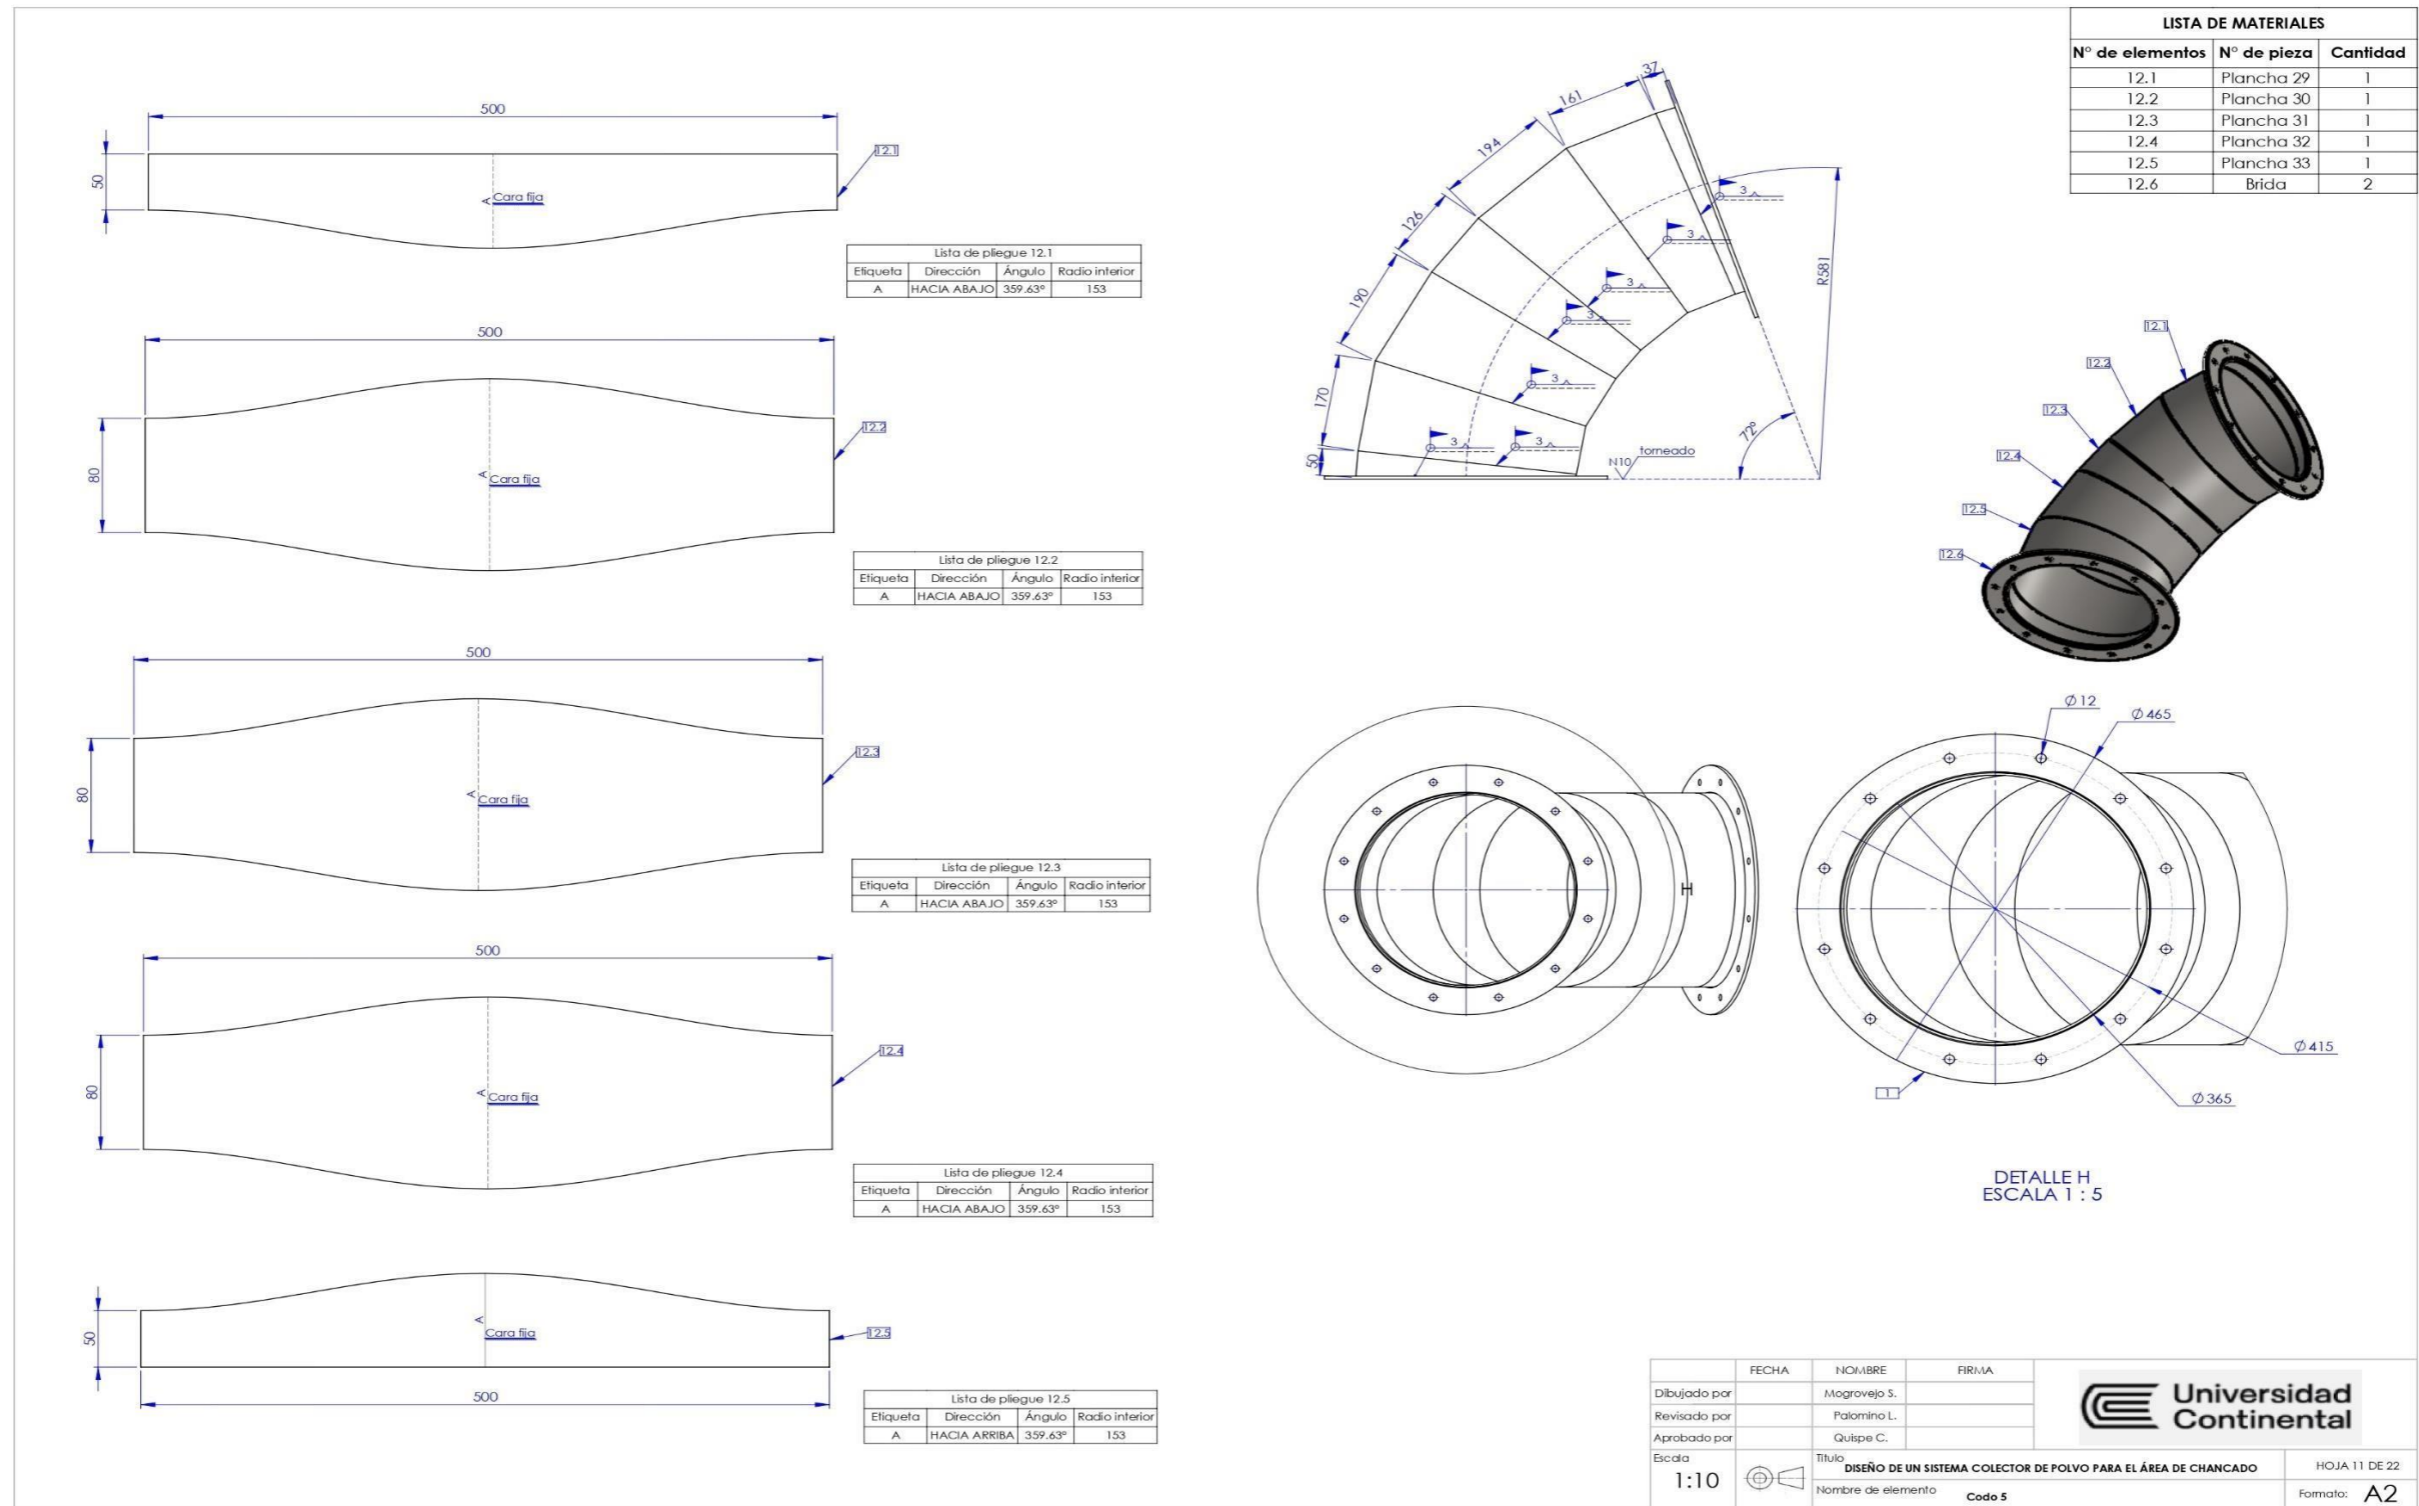 LISTA DE MATERIALES
N° de elementos N° de pieza Cantidad
12.1 Plancha 29 1
12.2 Plancha 30 1
12.3 Plancha 31 1
12.4 Plancha 32 1
12.5 Plancha 33 1
12.6 Brida 2
500
50
12.1
A Cara fija
Lista de pliegue 12.1
Etiqueta Dirección Ángulo Radio interior
A HACIA ABAJO 359.63° 153
500
80
12.2
A Cara fija
Lista de pliegue 12.2
Etiqueta Dirección Ángulo Radio interior
A HACIA ABAJO 359.63° 153
500
80
12.3
A Cara fija
Lista de pliegue 12.3
Etiqueta Dirección Ángulo Radio interior
A HACIA ABAJO 359.63° 153
500
80
12.4
A Cara fija
Lista de pliegue 12.4
Etiqueta Dirección Ángulo Radio interior
A HACIA ABAJO 359.63° 153
50
12.5
A Cara fija
500
Lista de pliegue 12.5
Etiqueta Dirección Ángulo Radio interior
A HACIA ARRIBA 359.63° 153
37
161
194
126
190
170
50
3
3
3
3
3
3
3
R581
72°
N10
torneado
12.1
12.2
12.3
12.4
12.5
12.6
H
Ø12
Ø465
Ø415
Ø365
1
DETALLE H
ESCALA 1 : 5
FECHA NOMBRE FIRMA
Dibujado por Mogrovejo S.
Revisado por Palomino L.
Aprobado por Quispe C.
Universidad
Continental
Escala
1:10
Título
DISEÑO DE UN SISTEMA COLECTOR DE POLVO PARA EL ÁREA DE CHANCADO
HOJA 11 DE 22
Nombre de elemento
Codo 5
Formato: A2